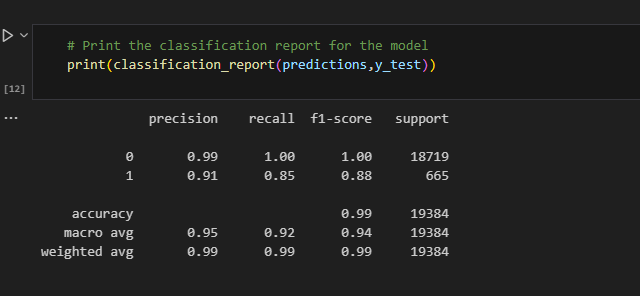 # Print the classification report for the model
print(classification_report(predictions,y_test))
[12]
...
precision recall f1-score support
0 0.99 1.00 1.00 18719
1 0.91 0.85 0.88 665
accuracy 0.99 19384
macro avg 0.95 0.92 0.94 19384
weighted avg 0.99 0.99 0.99 19384